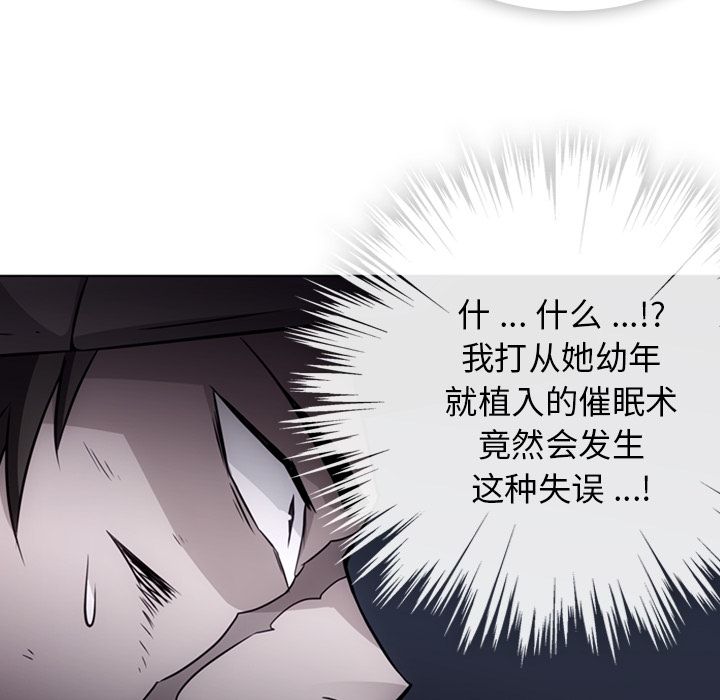 什 ... 什么 ...!?
我打从她幼年
就植入的催眠术
竟然会发生
这种失误 ...!